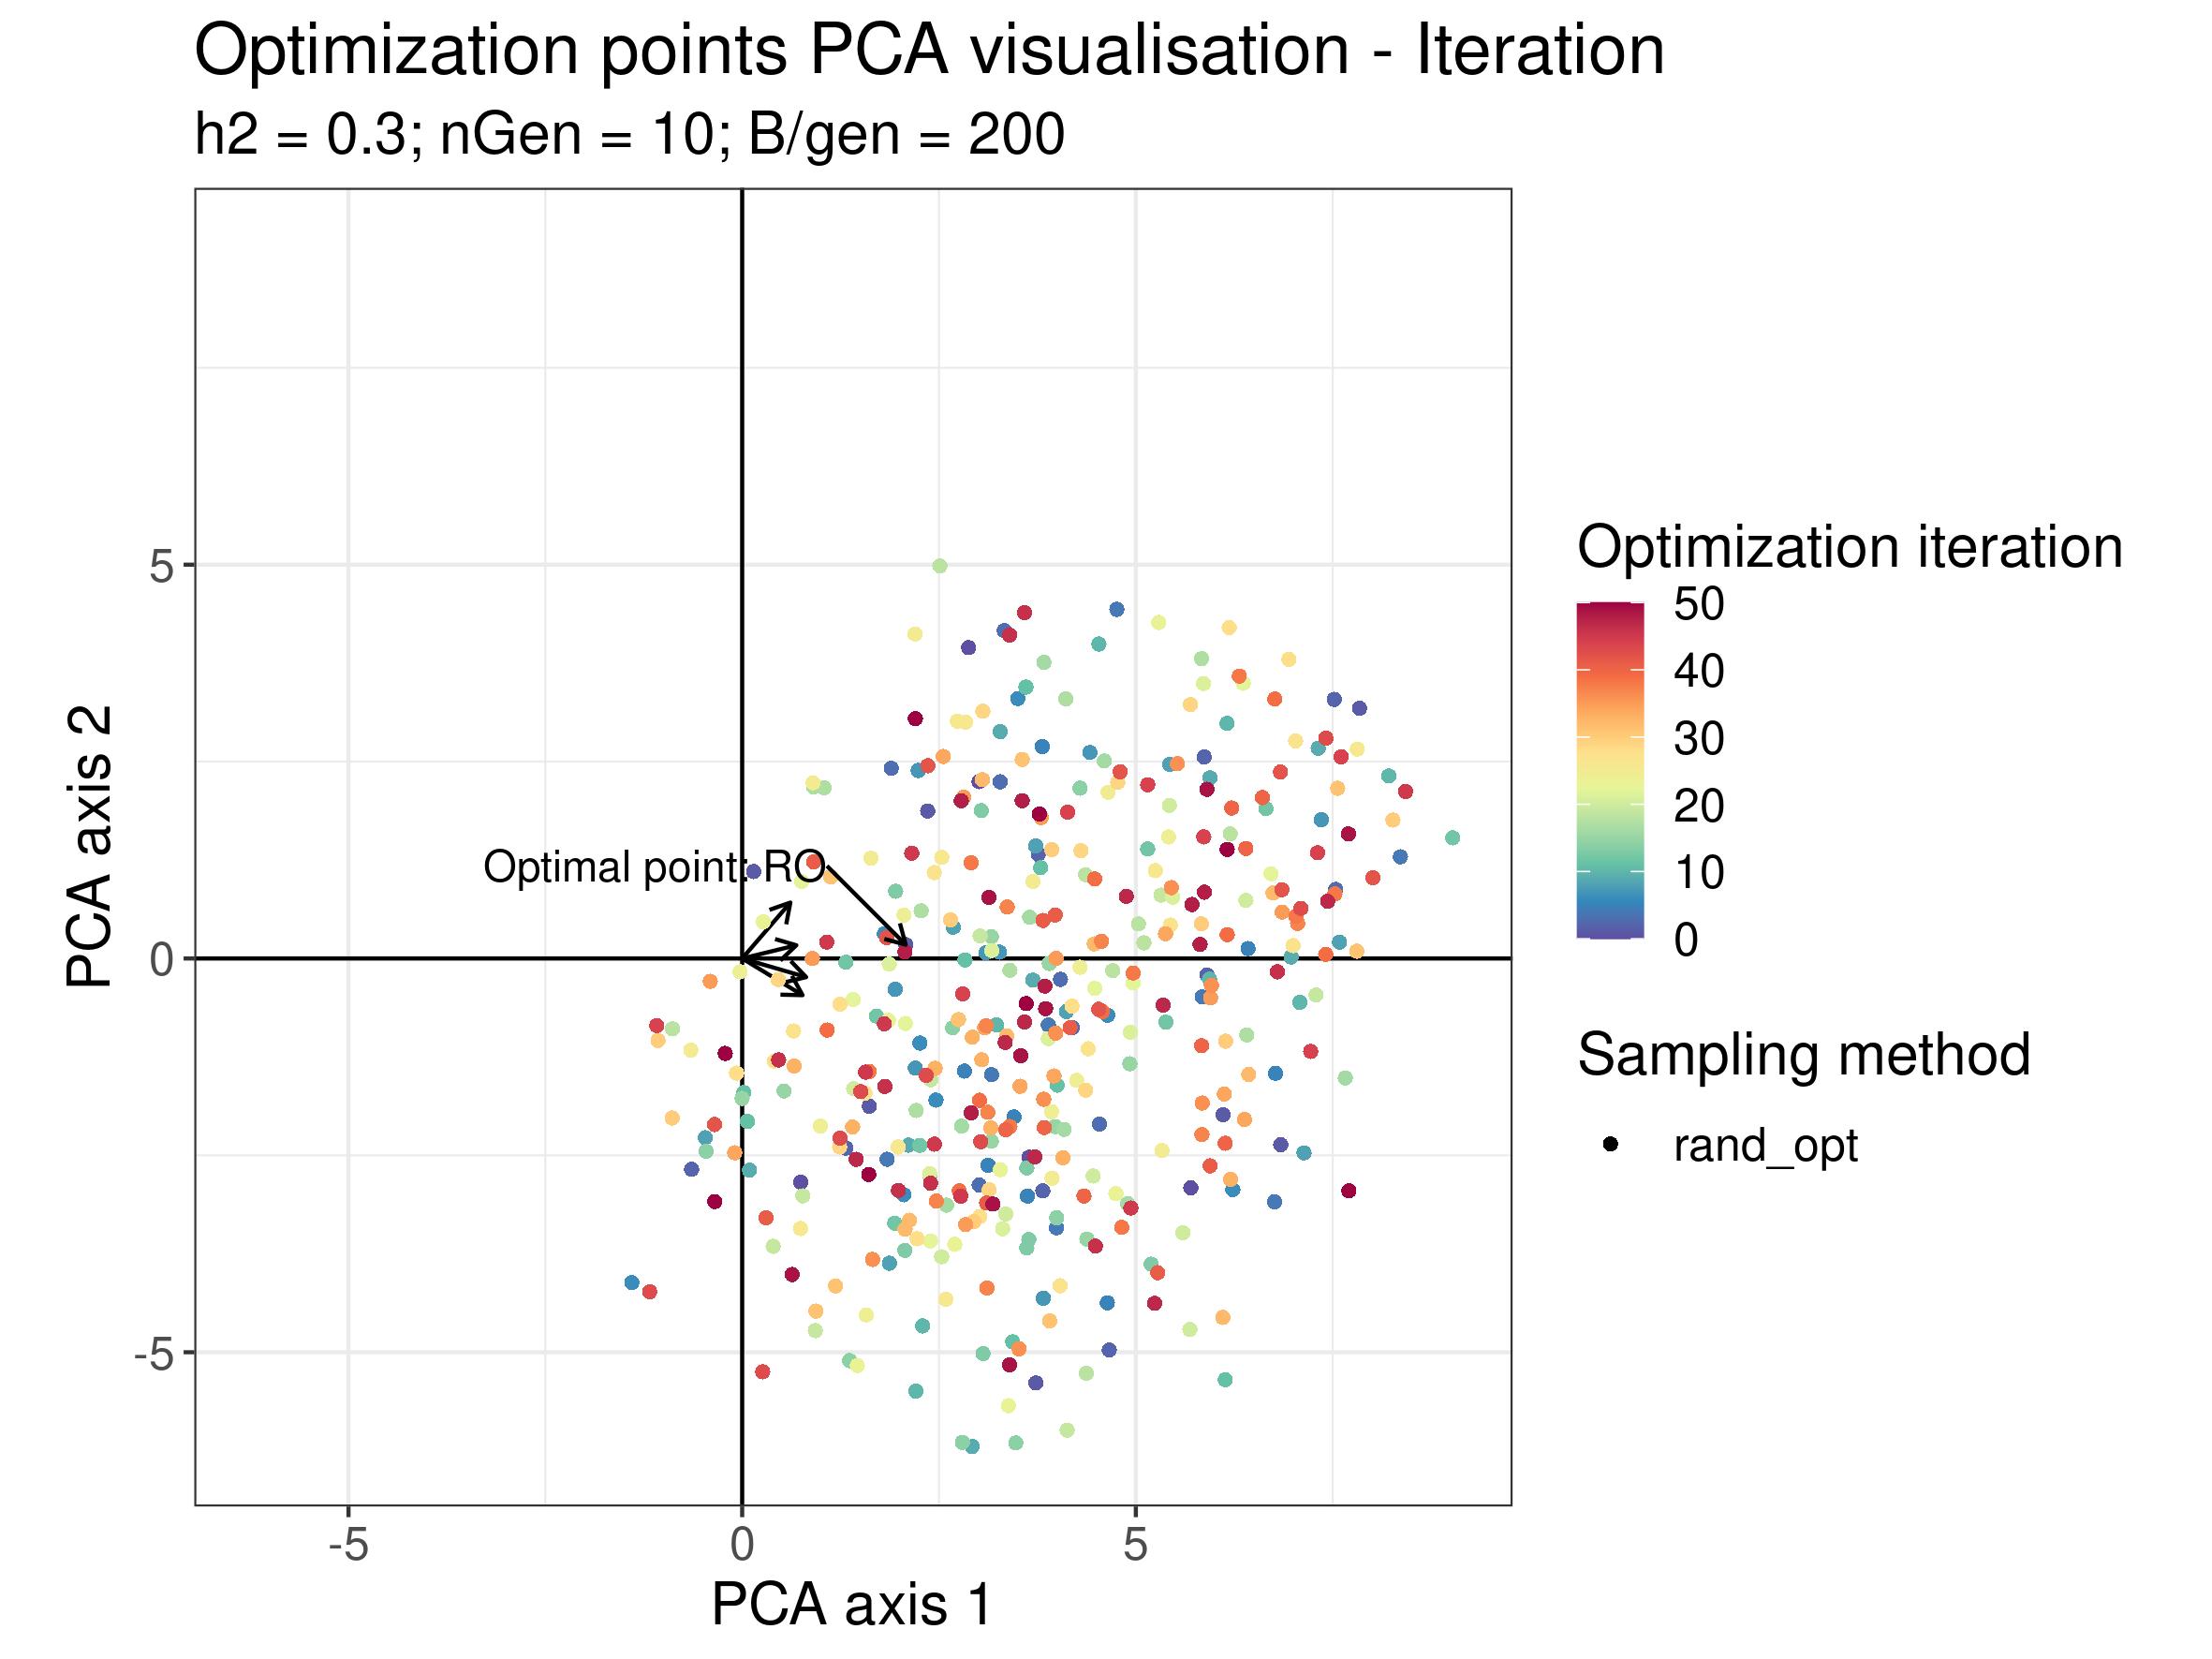 Optimization points PCA visualisation - Iteration
h2 = 0.3; nGen = 10; B/gen = 200
PCA axis 2
5
0
-5
Optimal point: RO
-5
0
5
PCA axis 1
Optimization iteration
50
40
30
20
10
0
Sampling method
rand_opt